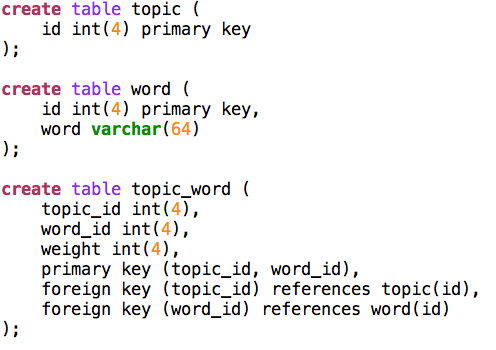 create table topic (
    id int(4) primary key
);

create table word (
    id int(4) primary key,
    word varchar(64)
);

create table topic_word (
    topic_id int(4),
    word_id int(4),
    weight int(4),
    primary key (topic_id, word_id),
    foreign key (topic_id) references topic(id),
    foreign key (word_id) references word(id)
);